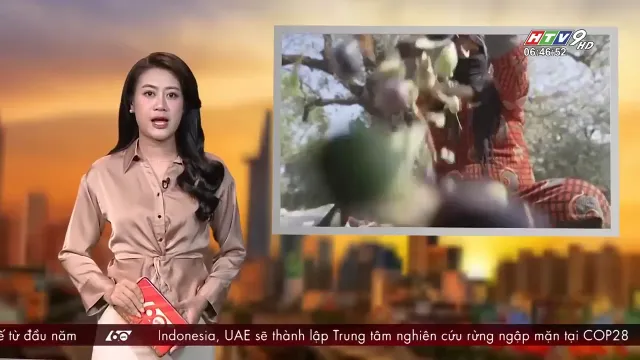 HTV9 HD
06:46:52
ế từ đầu năm 60 Indonesia, UAE sẽ thành lập Trung tâm nghiên cứu rừng ngập mặn tại COP28